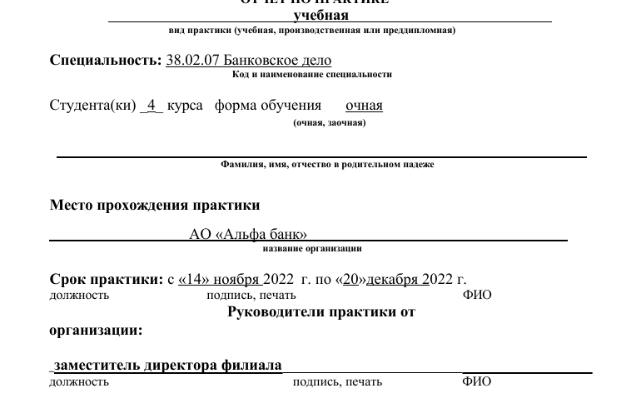 ОТЧЕТ ПО ПРАКТИКЕ
учебная
вид практики (учебная, производственная или преддипломная)
Специальность: 38.02.07 Банковское дело
Код и наименование специальности
Студента(ки) _4_ курса форма обучения очная
(очная, заочная)
Фамилия, имя, отчество в родительном падеже
Место прохождения практики
АО «Альфа банк»
название организации
Срок практики: с «14» ноября 2022 г. по «20»декабря 2022 г.
должность подпись, печать ФИО
Руководители практики от
организации:
заместитель директора филиала
должность подпись, печать ФИО